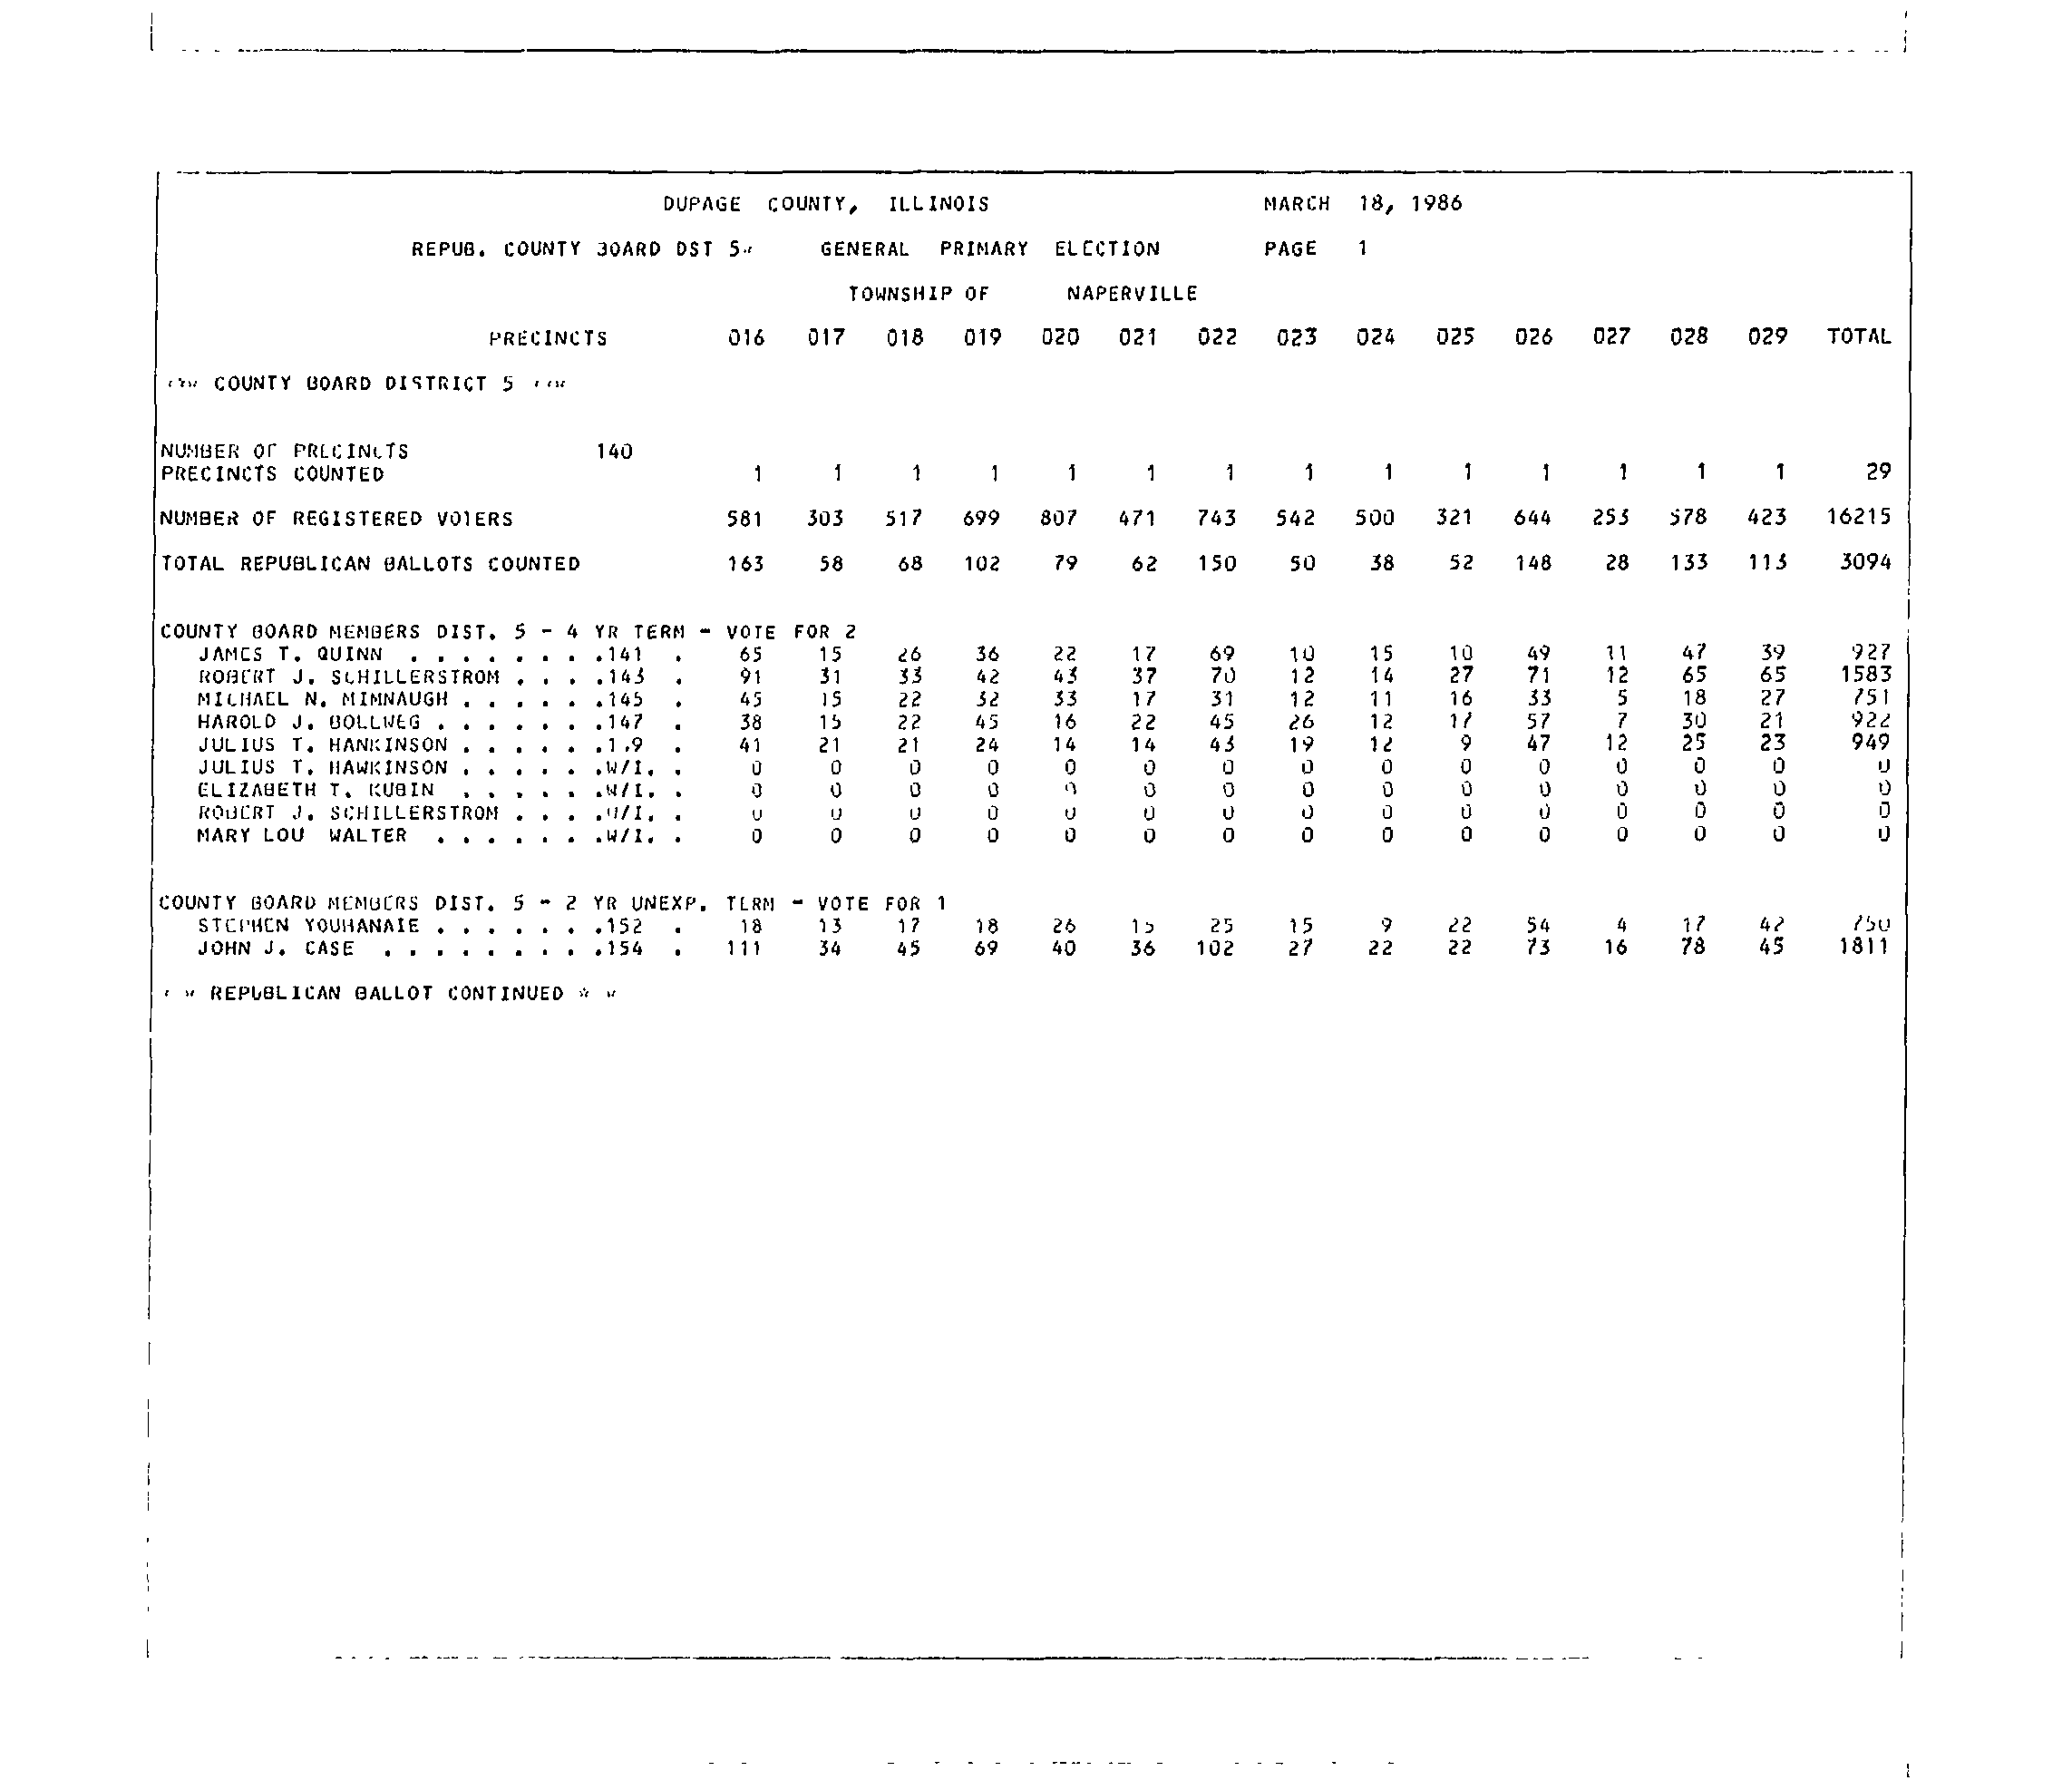 DUPAGE COUNTY, ILLINOIS MARCH 18, 1986
REPUB. COUNTY BOARD DST 5* GENERAL PRIMARY ELECTION PAGE 1
TOWNSHIP OF NAPERVILLE
PRECINCTS 016 017 018 019 020 021 022 023 024 025 026 027 028 029 TOTAL
*** COUNTY BOARD DISTRICT 5 ***
NUMBER OF PRECINCTS 140
PRECINCTS COUNTED 1 1 1 1 1 1 1 1 1 1 1 1 1 1 29
NUMBER OF REGISTERED VOTERS 581 303 517 699 807 471 743 542 500 321 644 253 578 423 16215
TOTAL REPUBLICAN BALLOTS COUNTED 163 58 68 102 79 62 150 50 38 52 148 28 133 113 3094
COUNTY BOARD MEMBERS DIST. 5 - 4 YR TERM - VOTE FOR 2
JAMES T. QUINN . . . . . . . .141 . 65 15 26 36 22 17 69 10 15 10 49 11 47 39 927
ROBERT J. SCHILLERSTROM . . . .143 . 91 31 33 42 43 37 70 12 14 27 71 12 65 65 1583
MICHAEL N. MIMNAUGH . . . . . .145 . 45 15 22 32 33 17 31 12 11 16 33 5 18 27 751
HAROLD J. BOLLWEG . . . . . . .147 . 38 15 22 45 16 22 45 26 12 17 57 7 30 21 922
JULIUS T. HANKINSON . . . . . .1 9 . 41 21 21 24 14 14 43 19 12 9 47 12 25 23 949
JULIUS T. HAWKINSON . . . . . .W/I. . 0 0 0 0 0 0 0 0 0 0 0 0 0 0 0
ELIZABETH T. KUBIN . . . . . .W/I. . 0 0 0 0 0 0 0 0 0 0 0 0 0 0 0
ROBERT J. SCHILLERSTROM . . . .W/I. . 0 0 0 0 0 0 0 0 0 0 0 0 0 0 0
MARY LOU WALTER . . . . . . .W/I. . 0 0 0 0 0 0 0 0 0 0 0 0 0 0 0
COUNTY BOARD MEMBERS DIST. 5 - 2 YR UNEXP. TERM - VOTE FOR 1
STEPHEN YOUHANAIE . . . . . . .152 . 18 13 17 18 26 15 25 15 9 22 54 4 17 42 750
JOHN J. CASE . . . . . . . . .154 . 111 34 45 69 40 36 102 27 22 22 73 16 78 45 1811
* * REPUBLICAN BALLOT CONTINUED * *